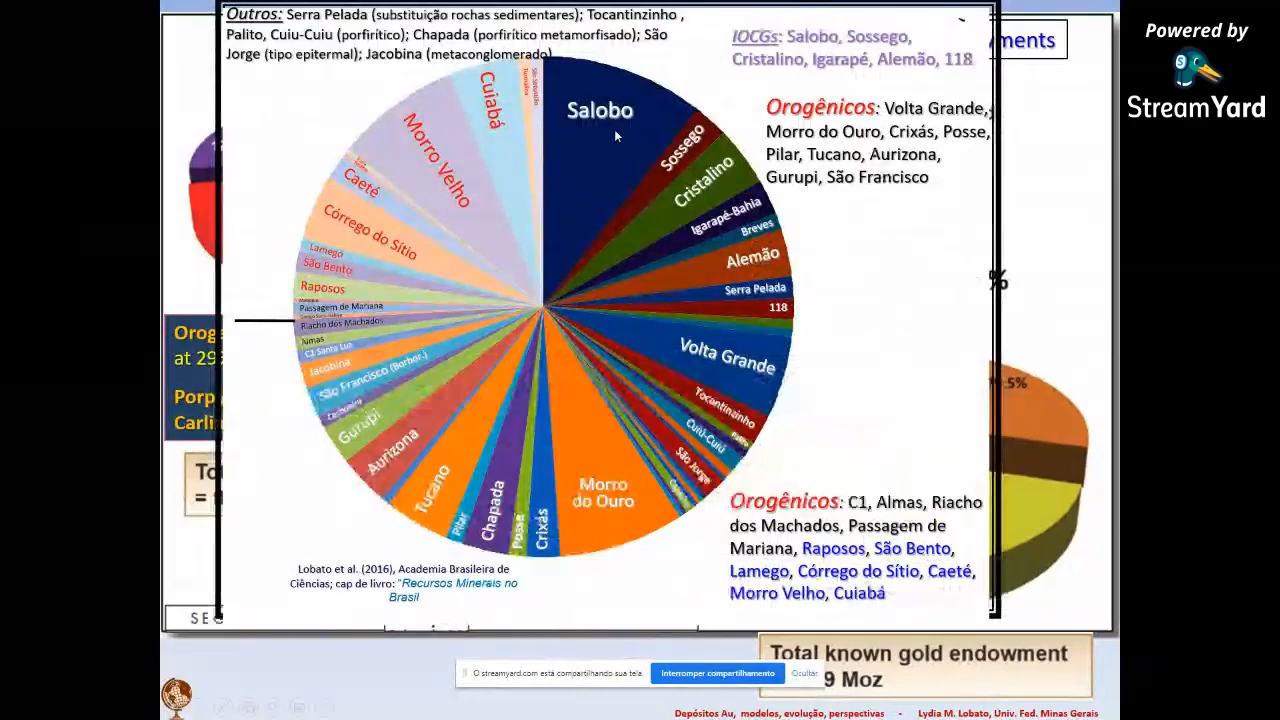 Outros: Serra Pelada (substituição rochas sedimentares); Tocantinzinho ,
Palito, Cuiu-Cuiu (porfirítico); Chapada (porfirítico metamorfisado); São
Jorge (tipo epitermal); Jacobina (metaconglomerado)
IOCGs: Salobo, Sossego,
Cristalino, Igarapé, Alemão, 118
ments
Powered by
StreamYard
Orogênicos: Volta Grande,
Morro do Ouro, Crixás, Posse,
Pilar, Tucano, Aurizona,
Gurupi, São Francisco
Salobo
Sossego
Cristalino
Igarapé-Bahia
Breves
Alemão
Serra Pelada
118
Volta Grande
Tocantinzinho
Cuiú-Cuiú
São Jorge
Morro
do Ouro
Crixás
Posse
Chapada
Pilar
Tucano
Aurizona
Gurupi
São Francisco (Borbor.)
Jacobina
C1 Santa Luz
Almas
Riacho dos Machados
Passagem de Mariana
Raposos
São Bento
Lamego
Córrego do Sítio
Caeté
Morro Velho
Cuiabá
%
5%
Orog
at 29
Porp
Carli
To
=
Orogênicos: C1, Almas, Riacho
dos Machados, Passagem de
Mariana, Raposos, São Bento,
Lamego, Córrego do Sítio, Caeté,
Morro Velho, Cuiabá
Lobato et al. (2016), Academia Brasileira de
Ciências; cap de livro: "Recursos Minerais no
Brasil
SE
Total known gold endowment
9 Moz
O streamyard.com está compartilhando sua tela.
Interromper compartilhamento
Ocultar
Depósitos Au, modelos, evolução, perspectivas - Lydia M. Lobato, Univ. Fed. Minas Gerais